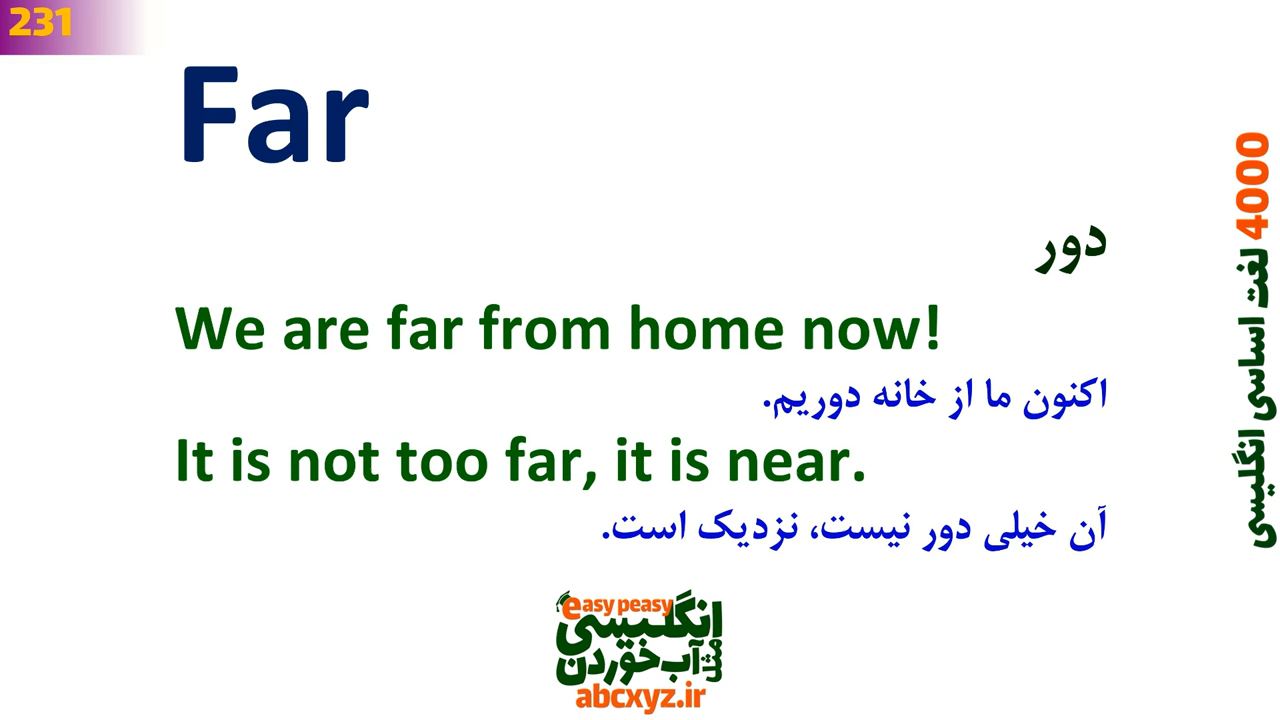 231
Far
دور
We are far from home now!
اکنون ما از خانه دوریم.
It is not too far, it is near.
آن خیلی دور نیست، نزدیک است.
4000 لغت اساسی انگلیسی
easy peasy
انگلیسی
مثل
آب خوردن
abcxyz.ir